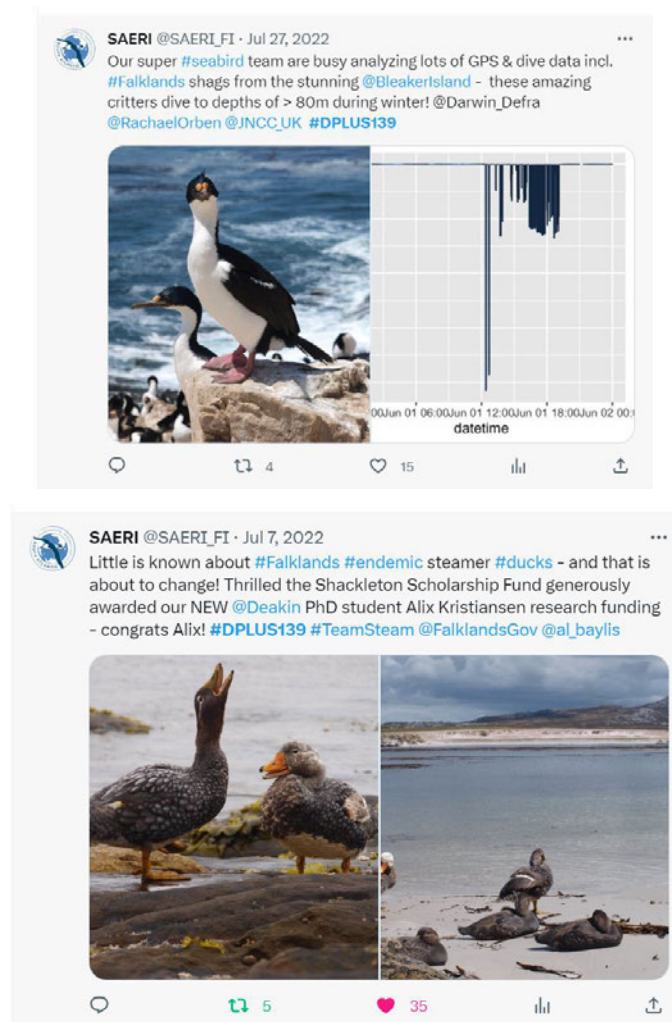 SAERI @SAERI_FI · Jul 27, 2022
Our super #seabird team are busy analyzing lots of GPS & dive data incl.
#Falklands shags from the stunning @BleakerIsland - these amazing
critters dive to depths of > 80m during winter! @Darwin_Defra
@RachaelOrben @JNCC_UK #DPLUS139
00Jun 01 06:00Jun 01 12:00Jun 01 18:00Jun 02 00:
datetime
4 15
SAERI @SAERI_FI · Jul 7, 2022
Little is known about #Falklands #endemic steamer #ducks - and that is
about to change! Thrilled the Shackleton Scholarship Fund generously
awarded our NEW @Deakin PhD student Alix Kristiansen research funding
- congrats Alix! #DPLUS139 #TeamSteam @FalklandsGov @al_baylis
5 35